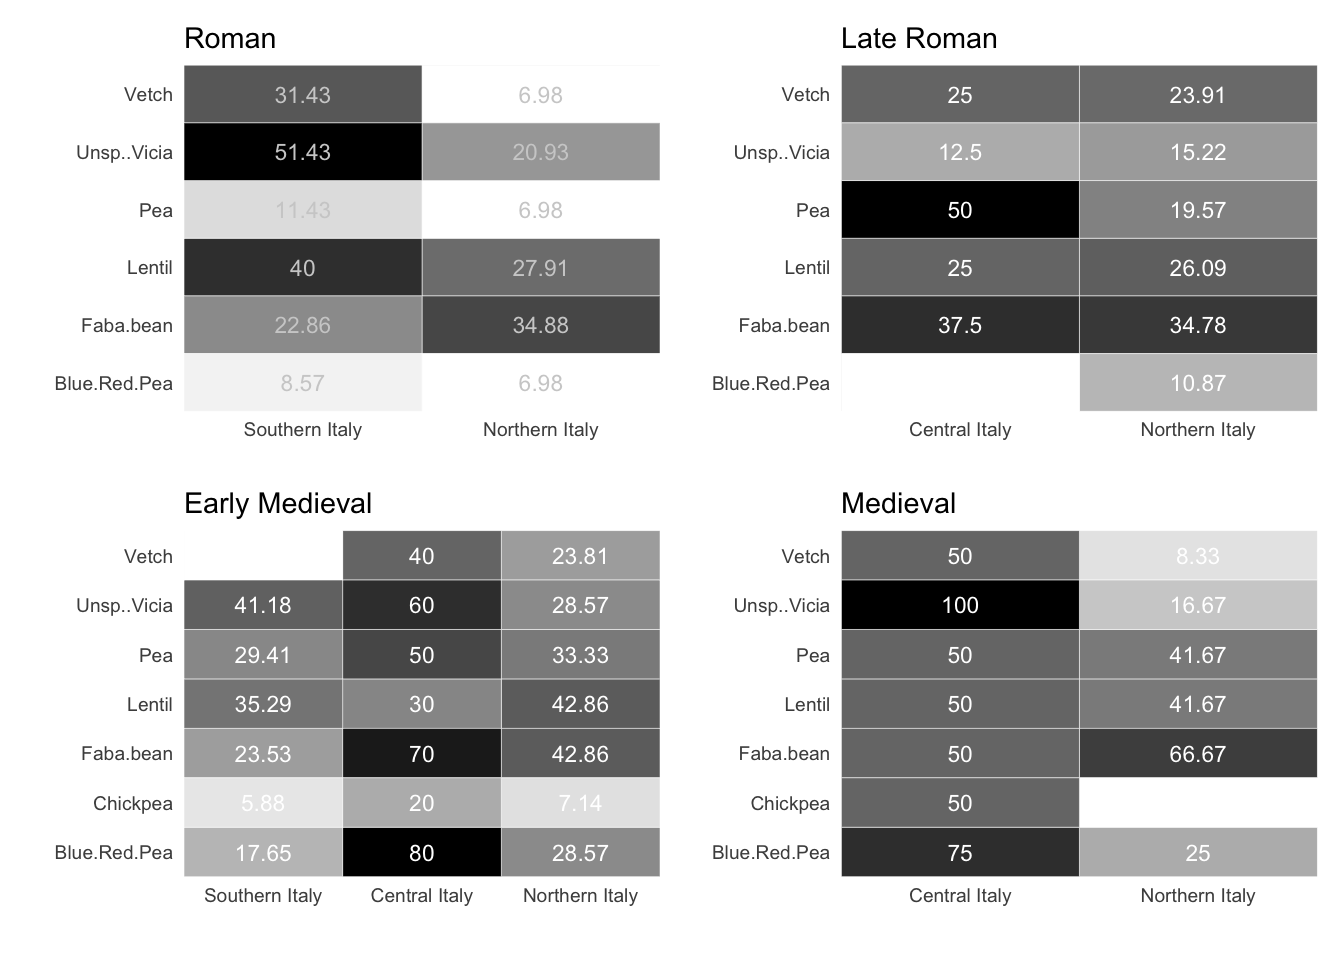 Roman
Vetch 31.43 6.98
Unsp..Vicia 51.43 20.93
Pea 11.43 6.98
Lentil 40 27.91
Faba.bean 22.86 34.88
Blue.Red.Pea 8.57 6.98
Southern Italy Northern Italy
Late Roman
Vetch 25 23.91
Unsp..Vicia 12.5 15.22
Pea 50 19.57
Lentil 25 26.09
Faba.bean 37.5 34.78
Blue.Red.Pea 10.87
Central Italy Northern Italy
Early Medieval
Vetch 40 23.81
Unsp..Vicia 41.18 60 28.57
Pea 29.41 50 33.33
Lentil 35.29 30 42.86
Faba.bean 23.53 70 42.86
Chickpea 5.88 20 7.14
Blue.Red.Pea 17.65 80 28.57
Southern Italy Central Italy Northern Italy
Medieval
Vetch 50 8.33
Unsp..Vicia 100 16.67
Pea 50 41.67
Lentil 50 41.67
Faba.bean 50 66.67
Chickpea 50
Blue.Red.Pea 75 25
Central Italy Northern Italy